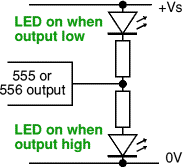 LED on when
output low
+Vs
555 or
556 output
LED on when
output high
0V